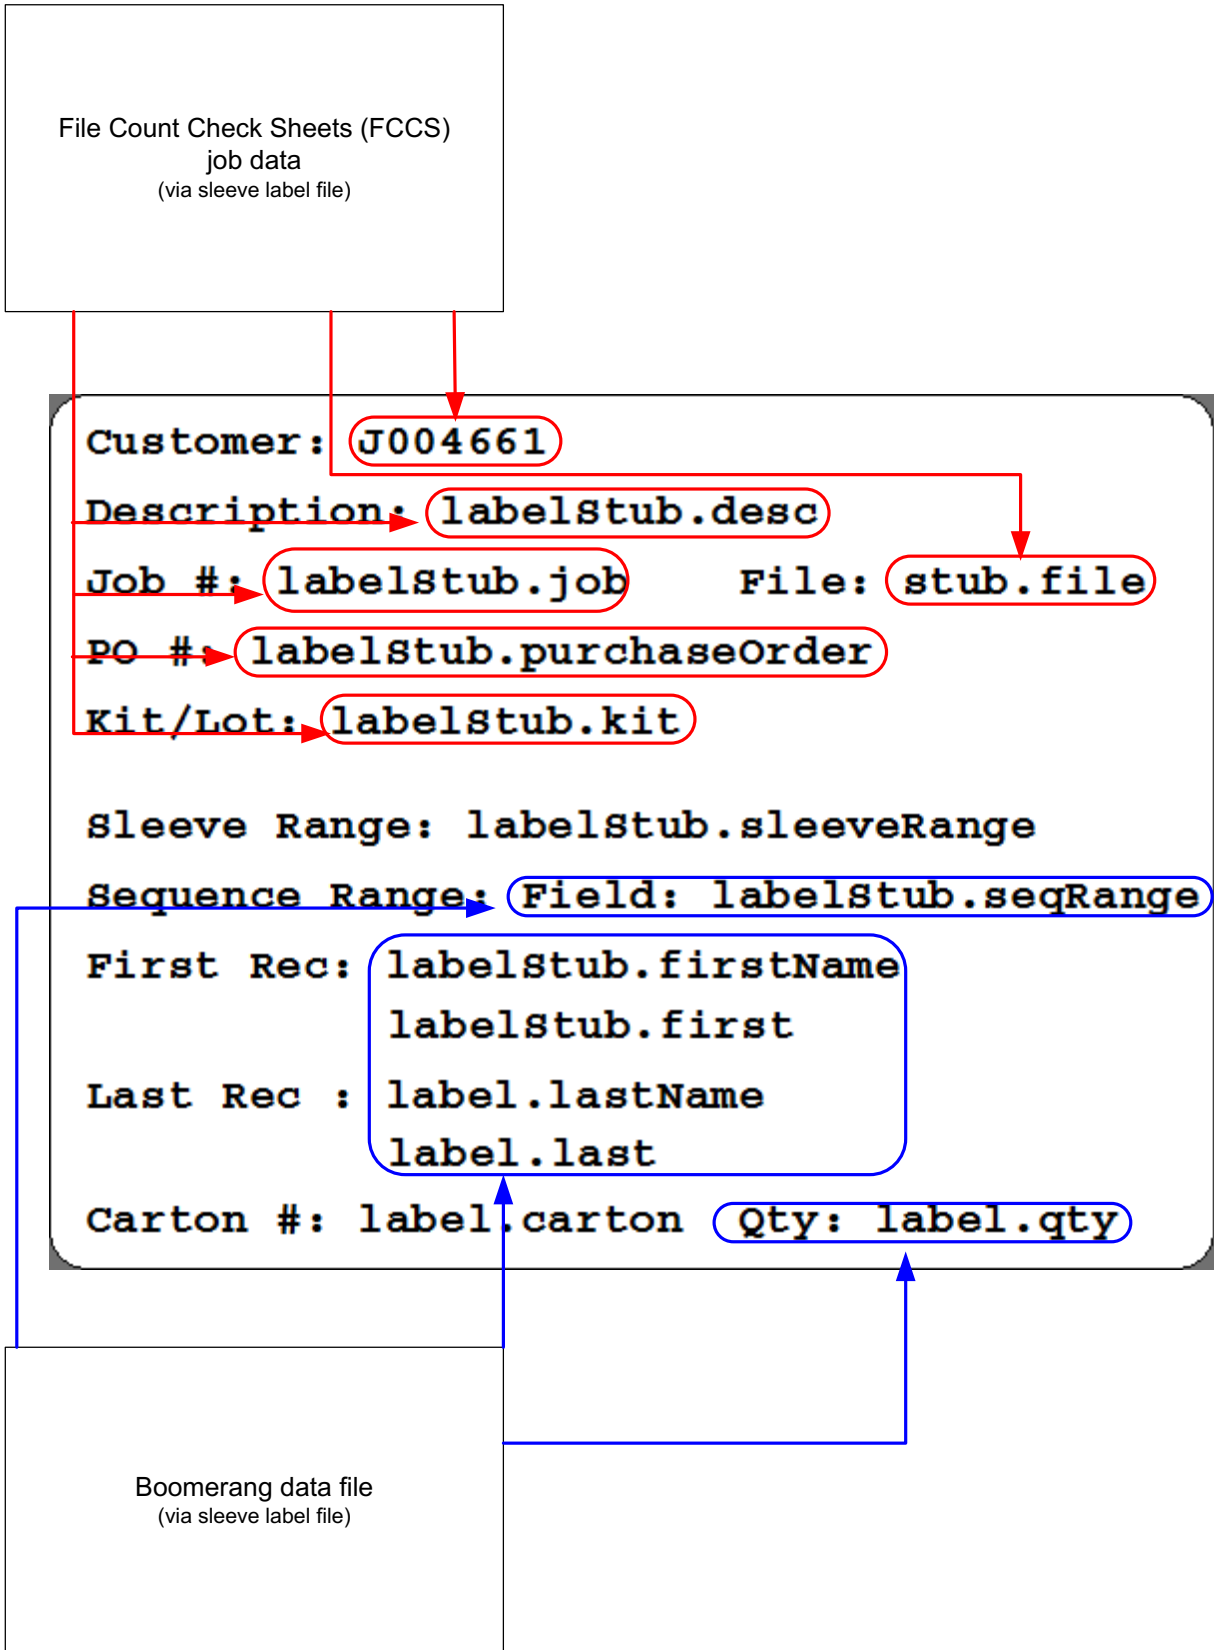 File Count Check Sheets (FCCS)
job data
(via sleeve label file)
Customer: J004661
Description: labelStub.desc
Job #: labelStub.job File: stub.file
PO #: labelStub.purchaseOrder
Kit/Lot: labelStub.kit
Sleeve Range: labelStub.sleeveRange
Sequence Range: Field: labelStub.seqRange
First Rec: labelStub.firstName
labelStub.first
Last Rec : label.lastName
label.last
Carton #: label.carton Qty: label.qty
Boomerang data file
(via sleeve label file)